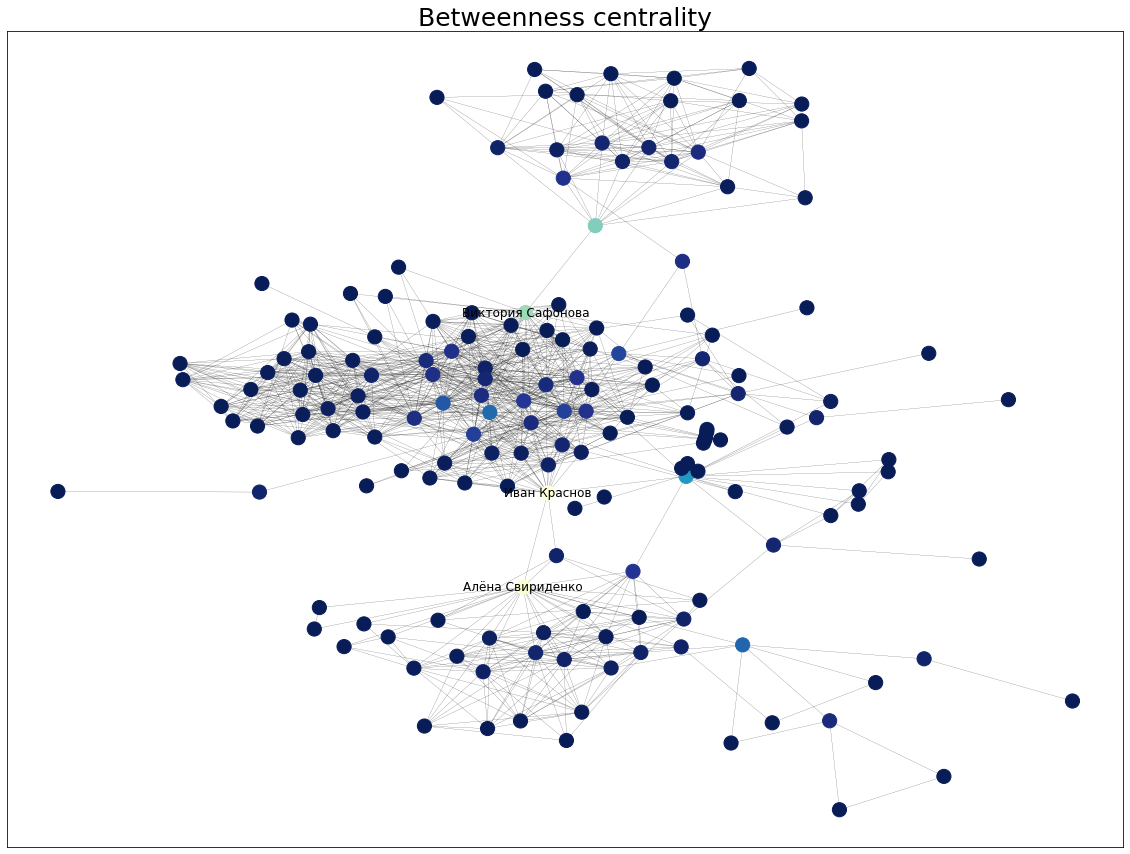 Betweenness centrality
Виктория Сафонова
Иван Краснов
Алёна Свириденко